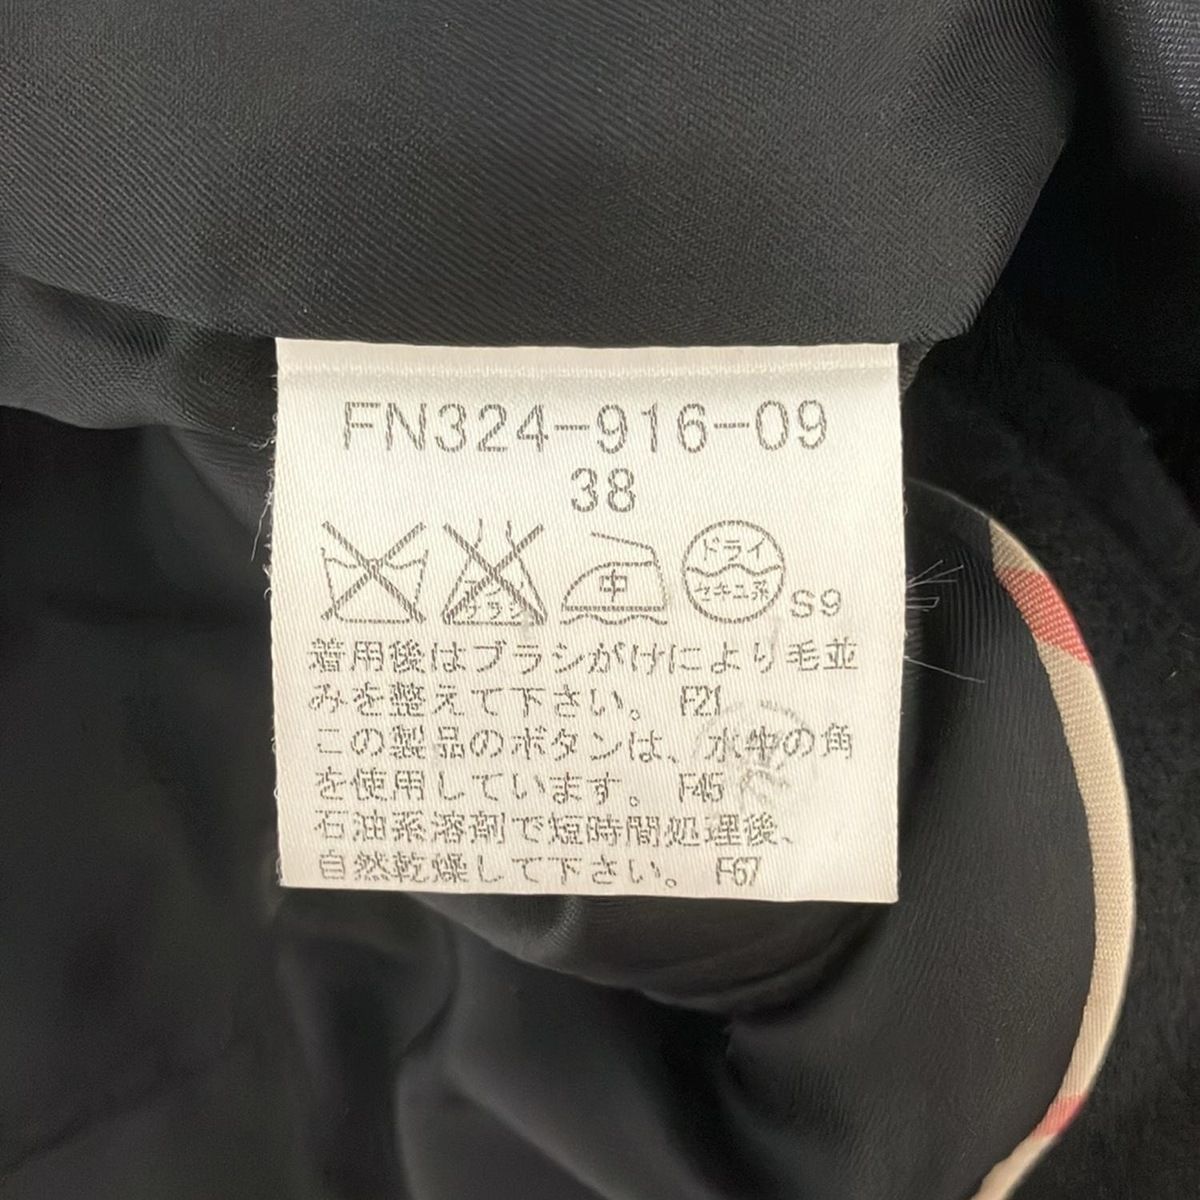 FN324-916-09
38
エンソ
サラシ
中
ドライ
セキユ系
S9
着用後はブラシがけにより毛並
みを整えて下さい。 F21
この製品のボタンは、水牛の角
を使用しています。 F45
石油系溶剤で短時間処理後、
自然乾燥して下さい。 F67